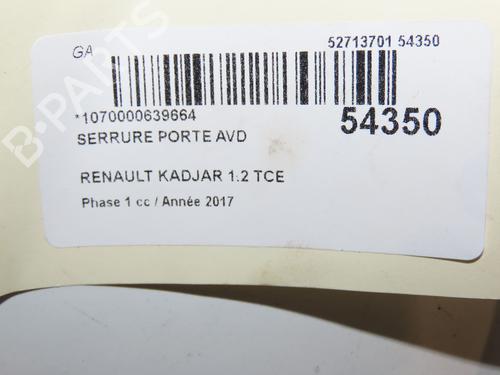 GA
52713701 54350
*1070000639664
54350
SERRURE PORTE AVD
RENAULT KADJAR 1.2 TCE
Phase 1 cc / Année 2017
B-PARTS